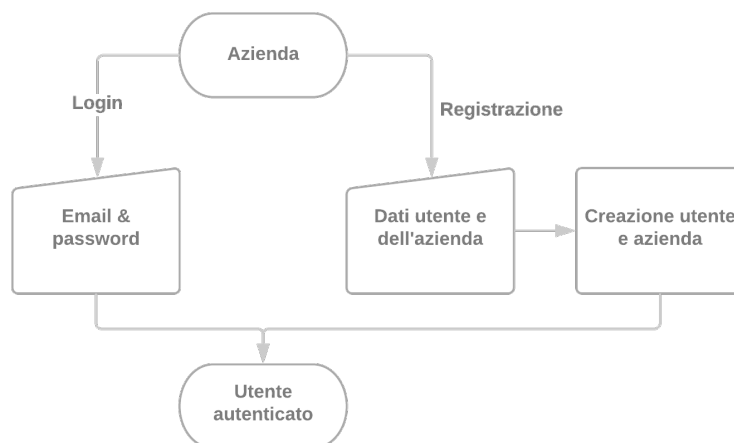 Azienda
Login
Registrazione
Email &
password
Dati utente e
dell'azienda
Creazione utente
e azienda
Utente
autenticato